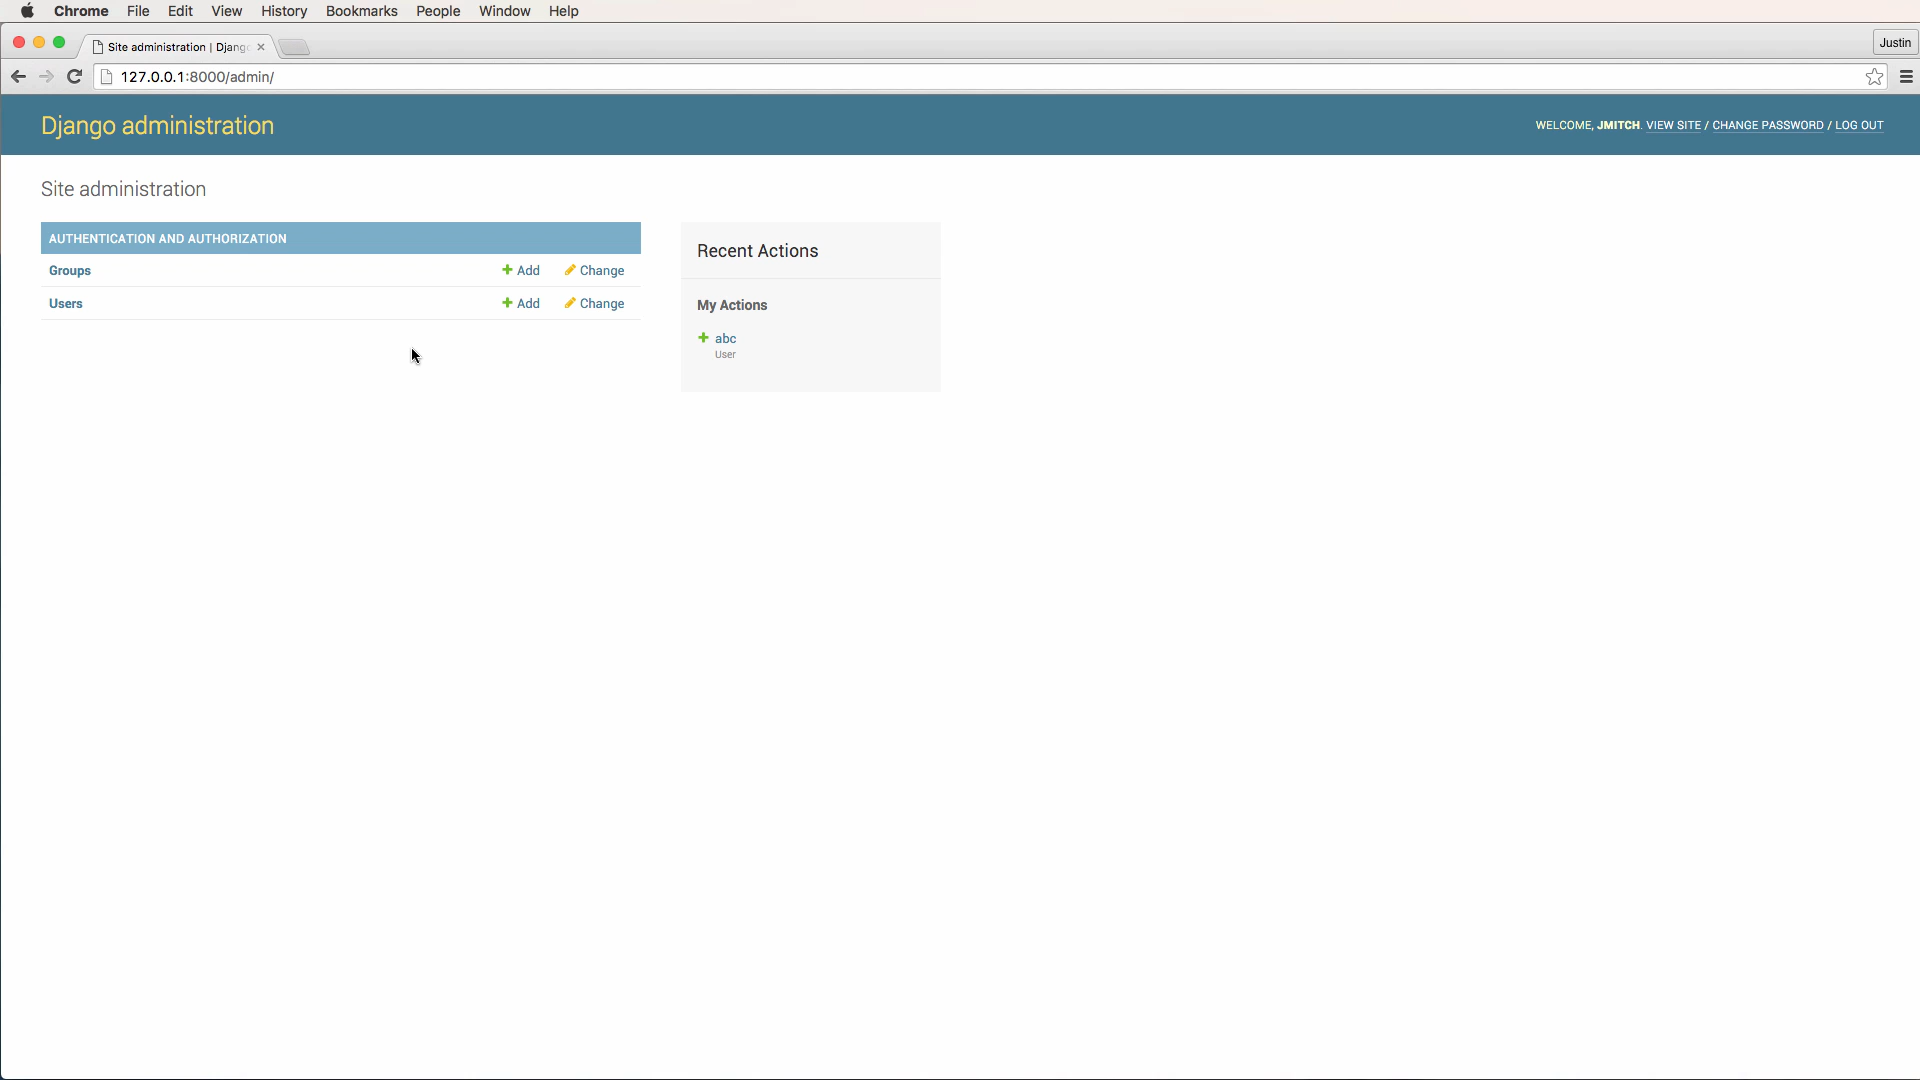 Chrome File Edit View History Bookmarks People Window Help
Site administration | Djang
Justin
127.0.0.1:8000/admin/
Django administration
WELCOME, JMITCH. VIEW SITE / CHANGE PASSWORD / LOG OUT
Site administration
AUTHENTICATION AND AUTHORIZATION
Groups Add Change
Users Add Change
Recent Actions
My Actions
abc
User